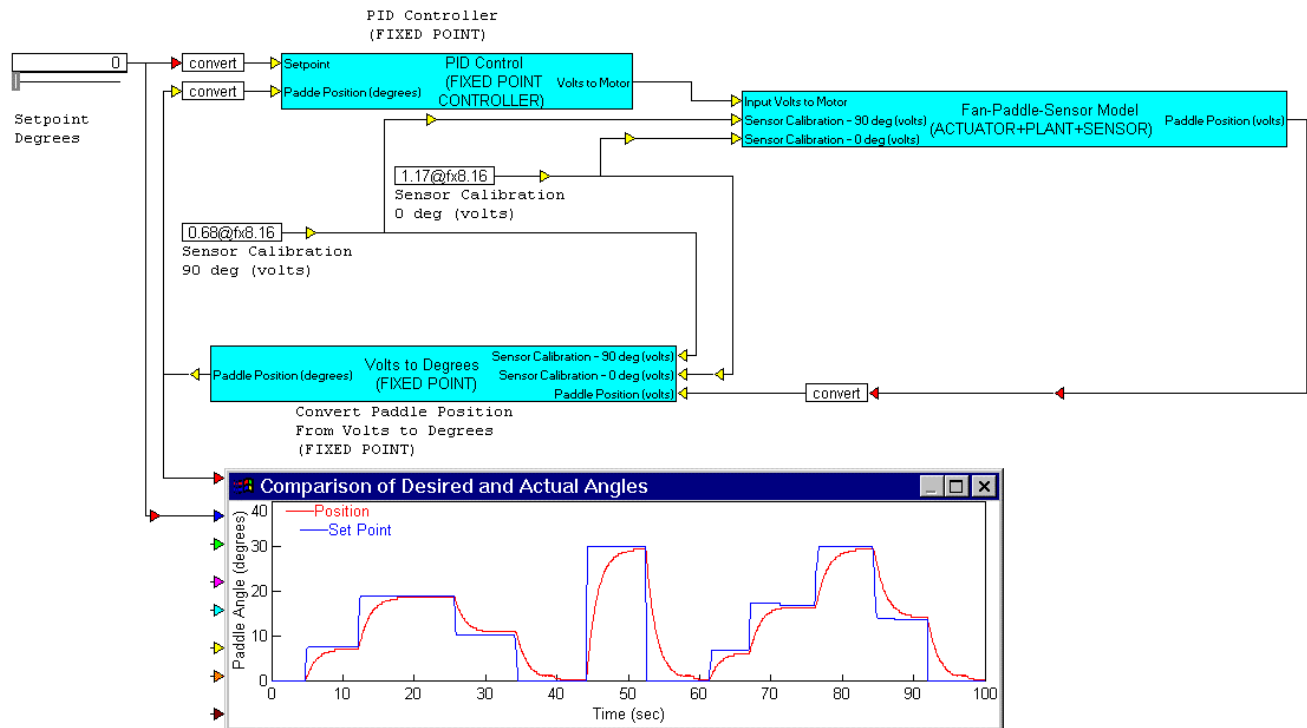 PID Controller
(FIXED POINT)
0
convert
convert
Setpoint
Degrees
Setpoint
Padde Position (degrees)
PID Control
(FIXED POINT
CONTROLLER)
Volts to Motor
Input Volts to Motor
Sensor Calibration - 90 deg (volts)
Sensor Calibration - 0 deg (volts)
Fan-Paddle-Sensor Model
(ACTUATOR+PLANT+SENSOR)
Paddle Position (volts)
1.17@fx8.16
Sensor Calibration
0 deg (volts)
0.68@fx8.16
Sensor Calibration
90 deg (volts)
Paddle Position (degrees)
Volts to Degrees
(FIXED POINT)
Sensor Calibration - 90 deg (volts)
Sensor Calibration - 0 deg (volts)
Paddle Position (volts)
convert
Convert Paddle Position
From Volts to Degrees
(FIXED POINT)
Comparison of Desired and Actual Angles
Position
Set Point
Paddle Angle (degrees)
40
30
20
10
0
0 10 20 30 40 50 60 70 80 90 100
Time (sec)